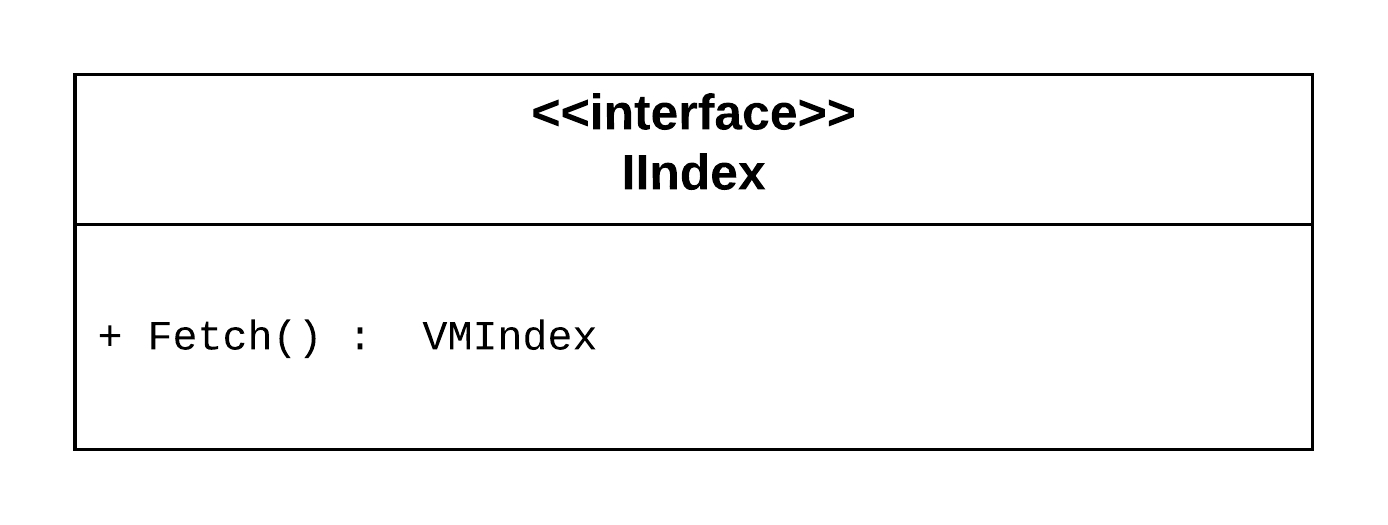 <<interface>>
IIndex
+ Fetch() :  VMIndex